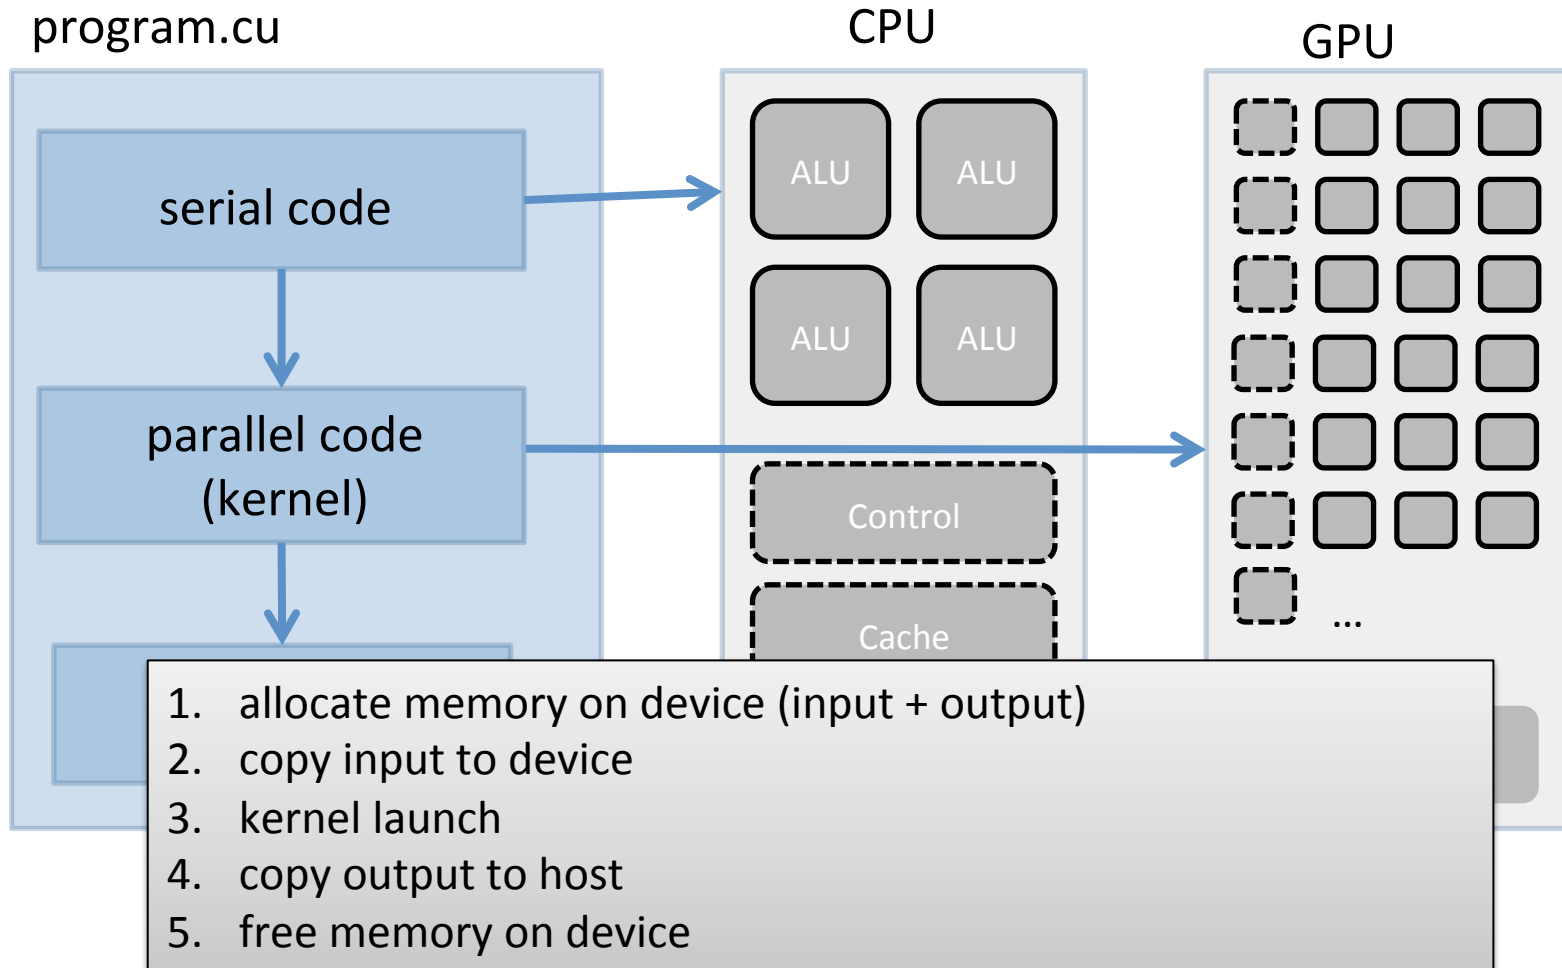 program.cu
CPU
GPU
serial code
ALU ALU
ALU ALU
parallel code
(kernel)
Control
Cache
...
1. allocate memory on device (input + output)
2. copy input to device
3. kernel launch
4. copy output to host
5. free memory on device